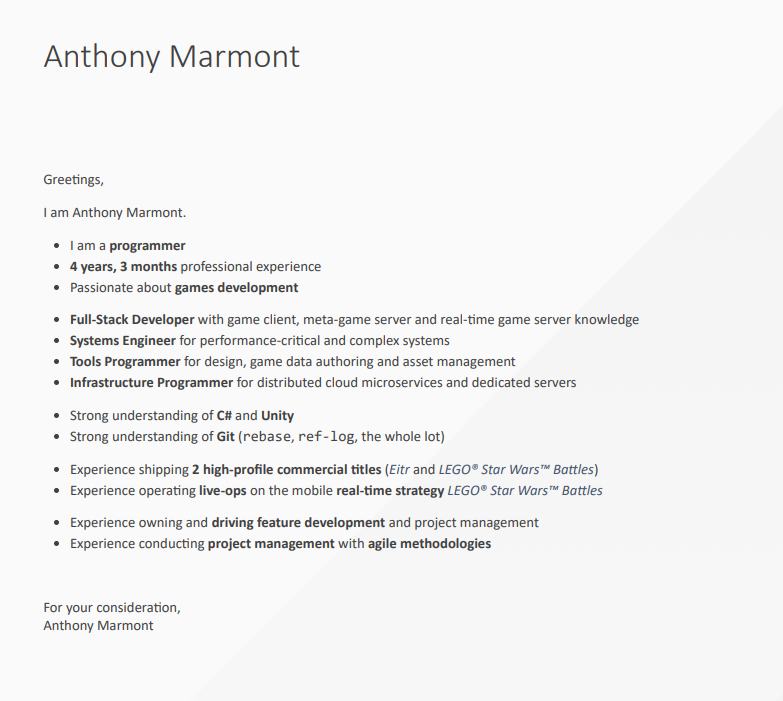 Anthony Marmont
Greetings,
I am Anthony Marmont.
• I am a programmer
• 4 years, 3 months professional experience
• Passionate about games development
• Full-Stack Developer with game client, meta-game server and real-time game server knowledge
• Systems Engineer for performance-critical and complex systems
• Tools Programmer for design, game data authoring and asset management
• Infrastructure Programmer for distributed cloud microservices and dedicated servers
• Strong understanding of C# and Unity
• Strong understanding of Git (rebase, ref-log, the whole lot)
• Experience shipping 2 high-profile commercial titles (Eitr and LEGO® Star Wars™ Battles)
• Experience operating live-ops on the mobile real-time strategy LEGO® Star Wars™ Battles
• Experience owning and driving feature development and project management
• Experience conducting project management with agile methodologies
For your consideration,
Anthony Marmont